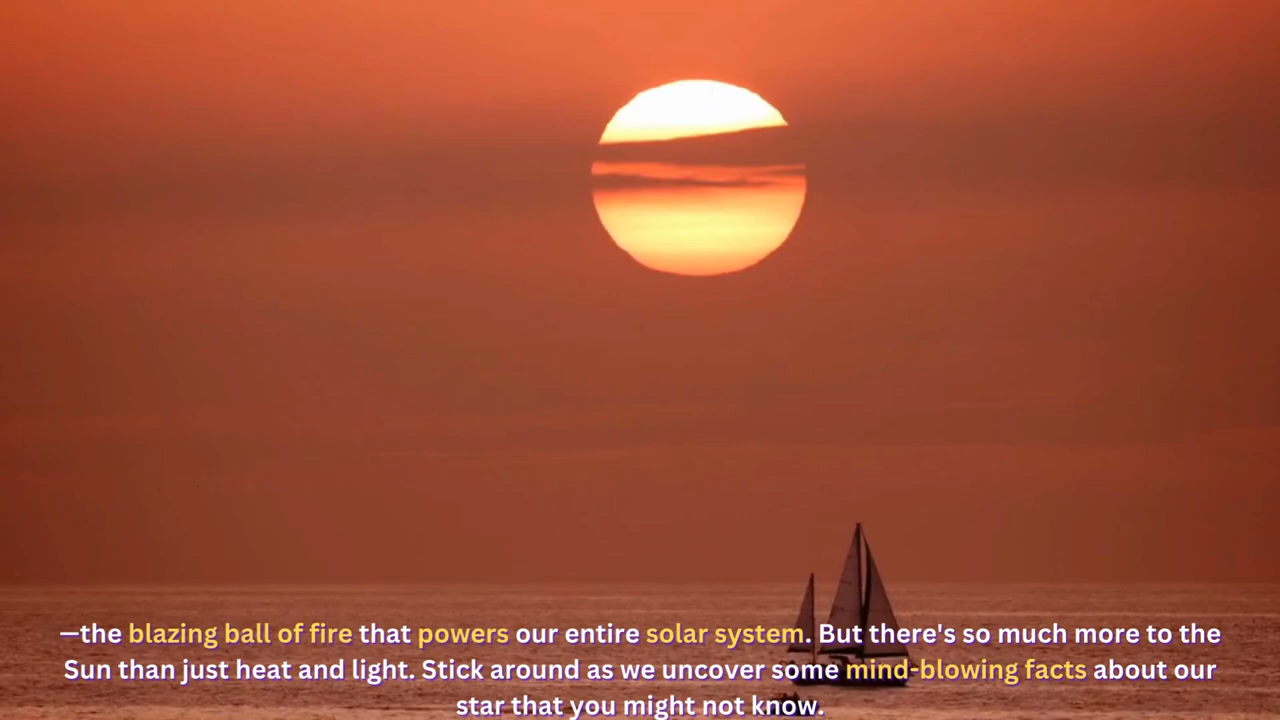 —the blazing ball of fire that powers our entire solar system. But there's so much more to the
Sun than just heat and light. Stick around as we uncover some mind-blowing facts about our
star that you might not know.